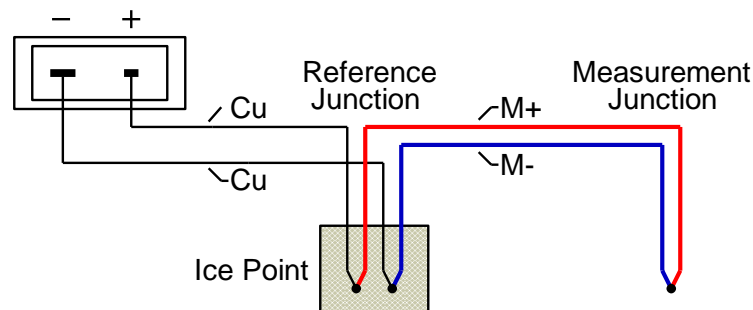 − +
Reference
Junction
Measurement
Junction
Cu
M+
Cu
M-
Ice Point